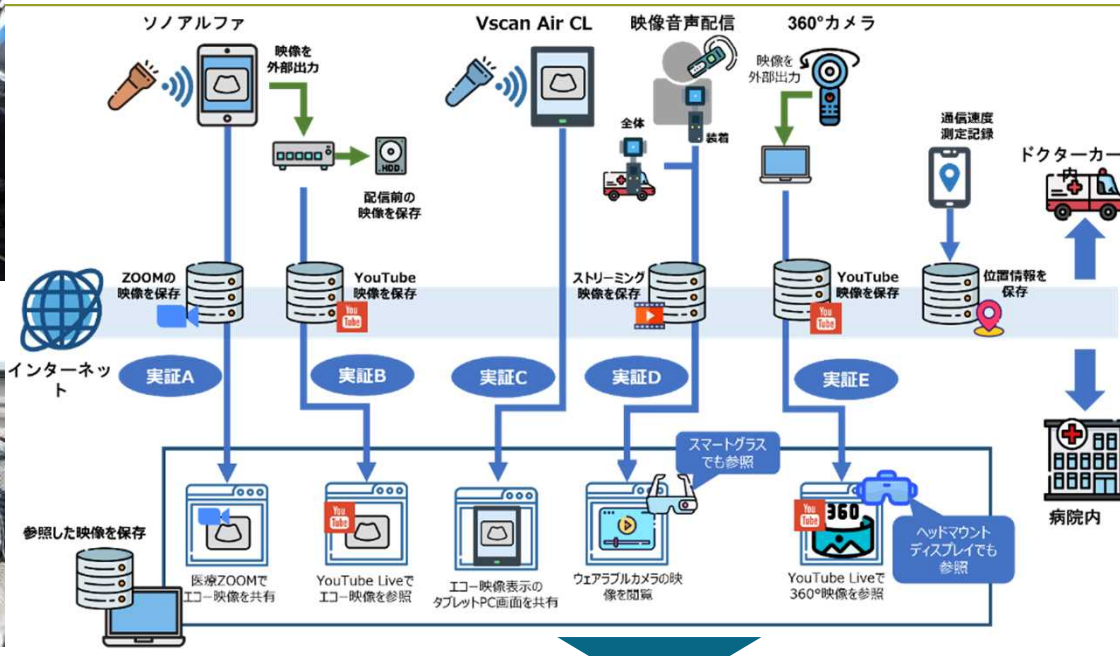 ソノアルファ
Vscan Air CL
映像音声配信
360°カメラ
映像を
外部出力
映像を
外部出力
全体
装着
通信速度
測定記録
ドクターカー
内
HDD
配信前の
映像を保存
ZOOMの
映像を保存
YouTube
映像を保存
You
Tube
ストリーミング
映像を保存
YouTube
映像を保存
You
Tube
位置情報を
保存
インターネッ
ト
実証A
実証B
実証C
実証D
実証E
スマートグラス
でも参照
参照した映像を保存
You
Tube
You
Tube
360
ヘッドマウント
ディスプレイでも
参照
病院内
医療ZOOMで
エコー映像を共有
YouTube Liveで
エコー映像を参照
エコー映像表示の
タブレットPC画面を共有
ウェアラブルカメラの映
像を閲覧
YouTube Liveで
360°映像を参照